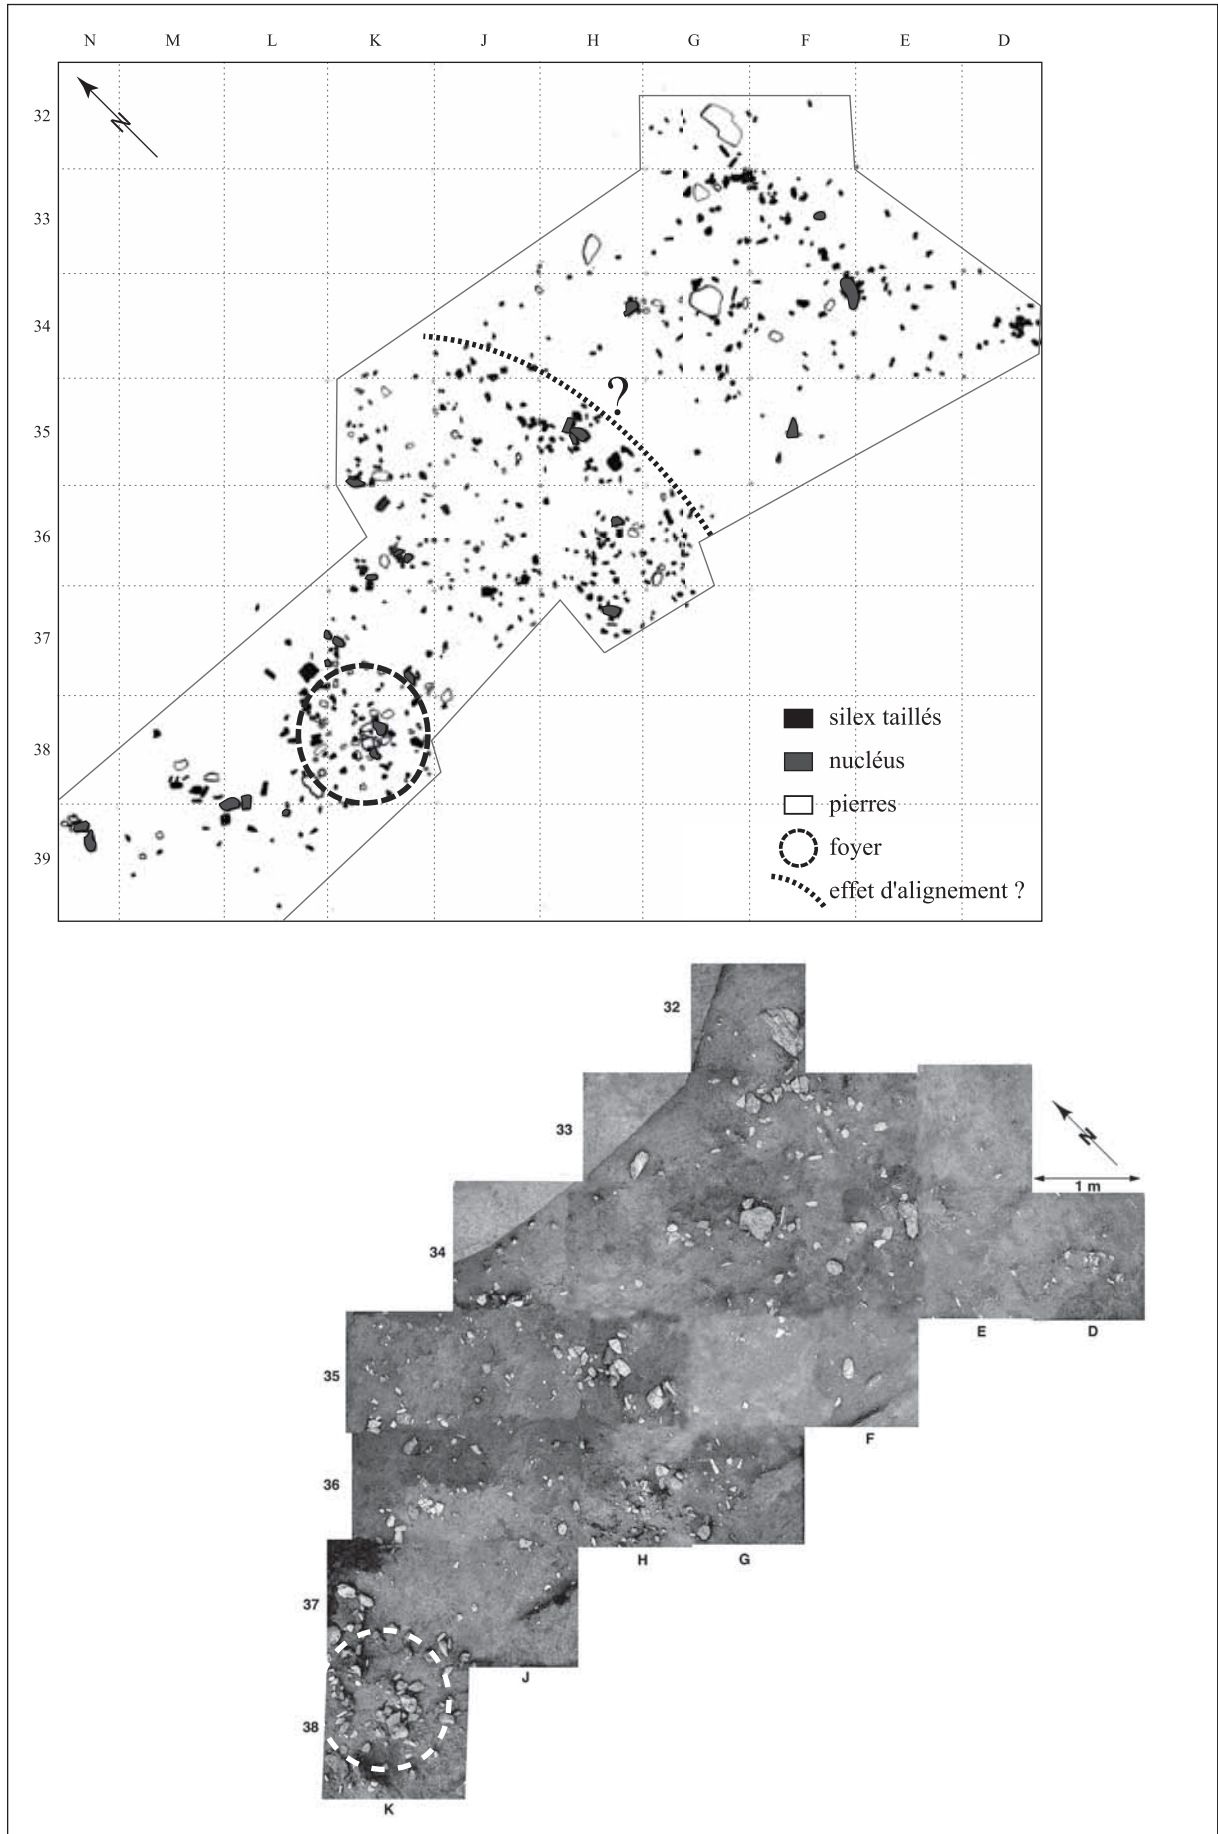 N M L K J H G F E D
N
32
33
34
?
35
36
37
silex taillés
38
nucléus
pierres
foyer
39
effet d'alignement ?
32
33
N
1 m
34
E D
35
F
36
H G
37
J
38
K